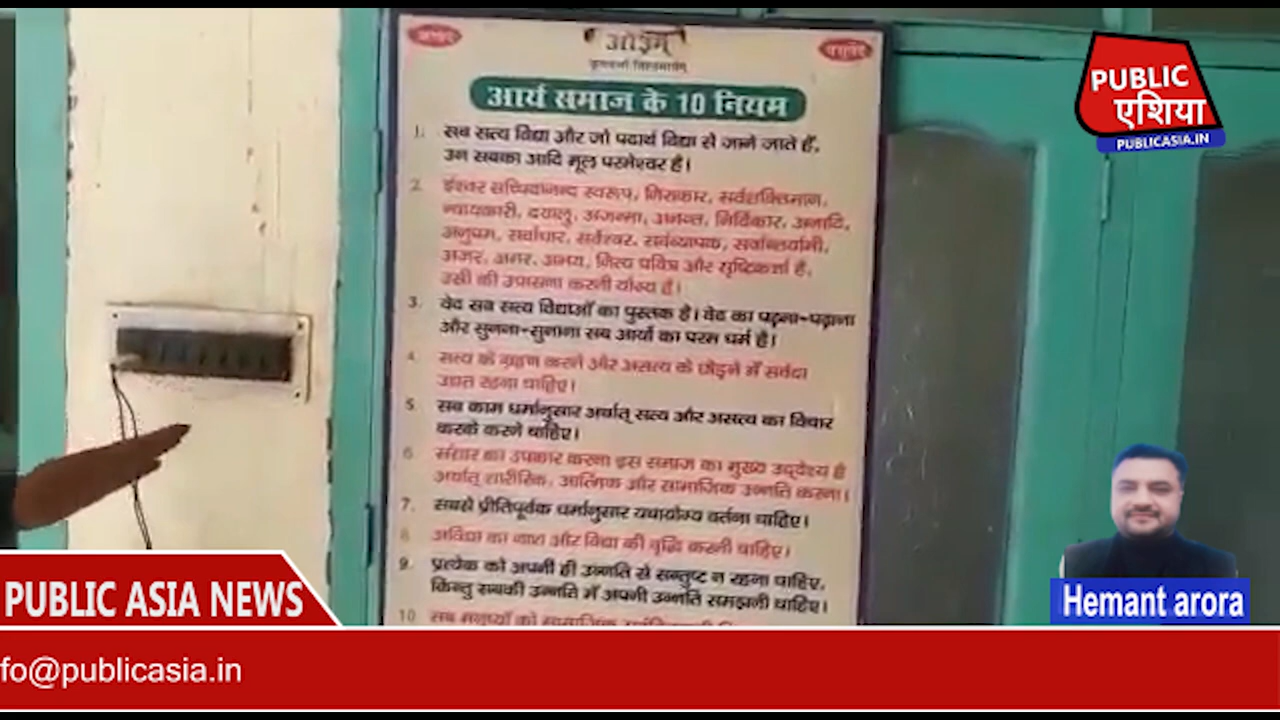 ओ३म्
कृण्वन्तो विश्वमार्यम्
आर्य समाज के 10 नियम
1. सब सत्य विद्या और जो पदार्थ विद्या से जाने जाते हैं,
उन सबका आदि मूल परमेश्वर है।
2. ईश्वर सच्चिदानन्द स्वरूप, निराकार, सर्वशक्तिमान,
न्यायकारी, दयालु, अजन्मा, अनन्त, निर्विकार, अनादि,
अनुपम, सर्वाधार, सर्वेश्वर, सर्वव्यापक, सर्वान्तर्यामी,
अजर, अमर, अभय, नित्य पवित्र और सृष्टिकर्त्ता है,
उसी की उपासना करनी योग्य है।
3. वेद सब सत्य विद्याओं का पुस्तक है। वेद का पढ़ना-पढ़ाना
और सुनना-सुनाना सब आर्यो का परम धर्म है।
4. सत्य के ग्रहण करने और असत्य के छोड़ने में सर्वदा
उद्यत रहना चाहिए।
5. सब काम धर्मानुसार अर्थात् सत्य और असत्य का विचार
करके करने चाहिए।
6. संसार का उपकार करना इस समाज का मुख्य उद्देश्य है
अर्थात् शारीरिक, आत्मिक और सामाजिक उन्नति करना।
7. सबसे प्रीतिपूर्वक धर्मानुसार यथायोग्य वर्तना चाहिए।
8. अविद्या का नाश और विद्या की वृद्धि करनी चाहिए।
9. प्रत्येक को अपनी ही उन्नति से सन्तुष्ट न रहना चाहिए,
किन्तु सबकी उन्नति में अपनी उन्नति समझनी चाहिए।
10. सब मनुष्यों को सामाजिक
PUBLIC
एशिया
PUBLICASIA.IN
Hemant arora
PUBLIC ASIA NEWS
fo@publicasia.in